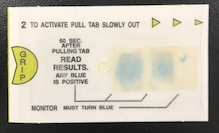 2 TO ACTIVATE PULL TAB SLOWLY OUT
GRIP
60 SEC.
AFTER
PULLING TAB
READ
RESULTS.
ANY BLUE
IS POSITIVE
MONITOR MUST TURN BLUE